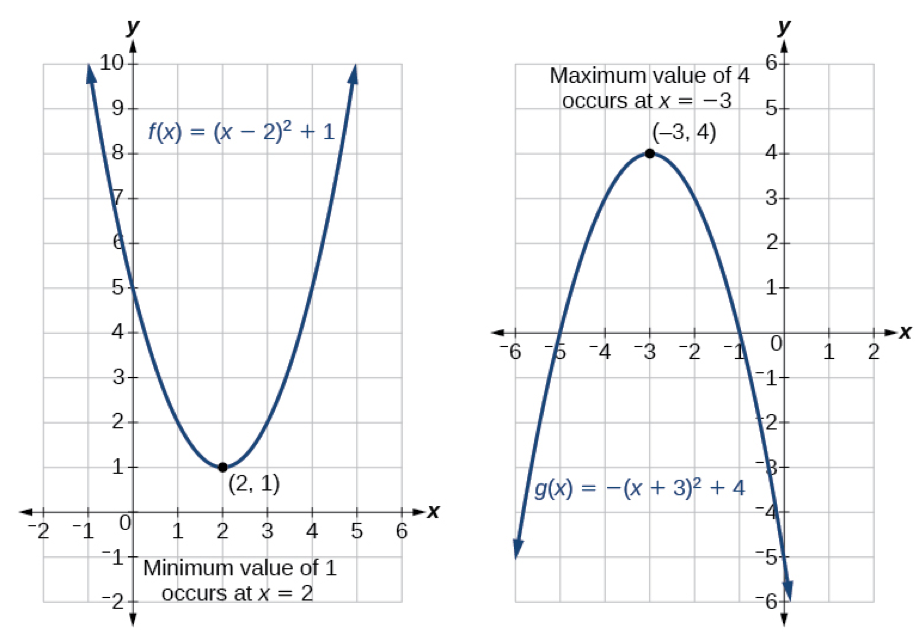 y
10
9
f(x) = (x − 2)² + 1
8
7
6
5
4
3
2
1
(2, 1)
−2 −1 0 1 2 3 4 5 6 x
−1
Minimum value of 1
occurs at x = 2
−2
y
6
Maximum value of 4
occurs at x = −3
5
(−3, 4)
4
3
2
1
x
−6 −5 −4 −3 −2 −1 0 1 2
−1
−2
−3
g(x) = −(x + 3)² + 4
−4
−5
−6